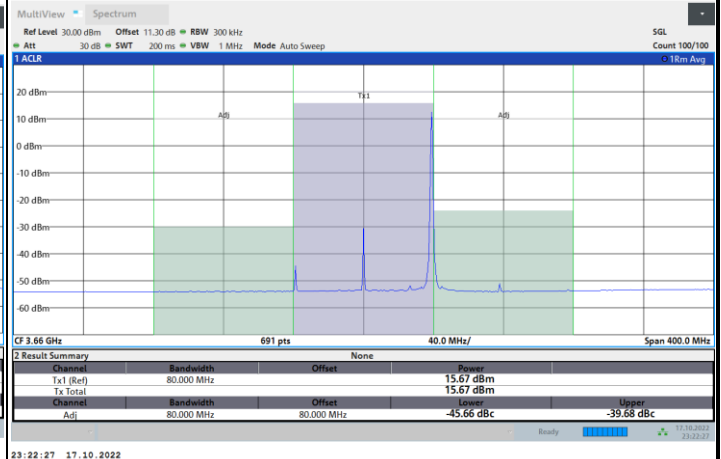 MultiView Spectrum
Ref Level 30.00 dBm Offset 11.30 dB RBW 300 kHz SGL
Att 30 dB SWT 200 ms VBW 1 MHz Mode Auto Sweep Count 100/100
1 ACLR 1Rm Avg
Tx1
20 dBm
Adj Adj
10 dBm
0 dBm
-10 dBm
-20 dBm
-30 dBm
-40 dBm
-50 dBm
-60 dBm
CF 3.66 GHz 691 pts 40.0 MHz/ Span 400.0 MHz
2 Result Summary None
Channel Bandwidth Offset Power
Tx1 (Ref) 80.000 MHz 15.67 dBm
Tx Total 15.67 dBm
Channel Bandwidth Offset Lower Upper
Adj 80.000 MHz 80.000 MHz -45.66 dBc -39.68 dBc
Ready 17.10.2022
23:22:27
23:22:27 17.10.2022